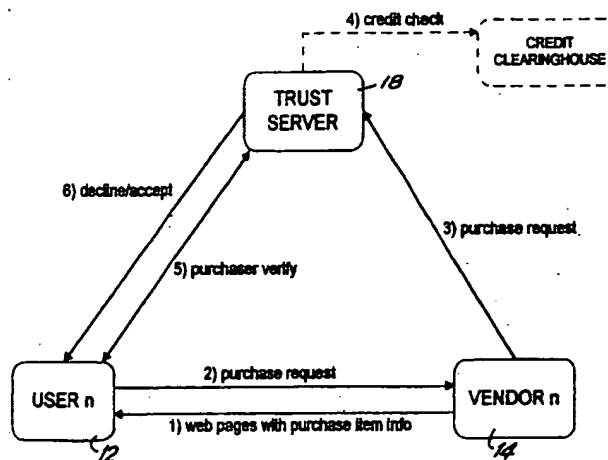 4) credit check
CREDIT
CLEARINGHOUSE
18
TRUST
SERVER
6) decline/accept
3) purchase request
5) purchaser verify
2) purchase request
USER n
VENDOR n
1) web pages with purchase item info
12
14